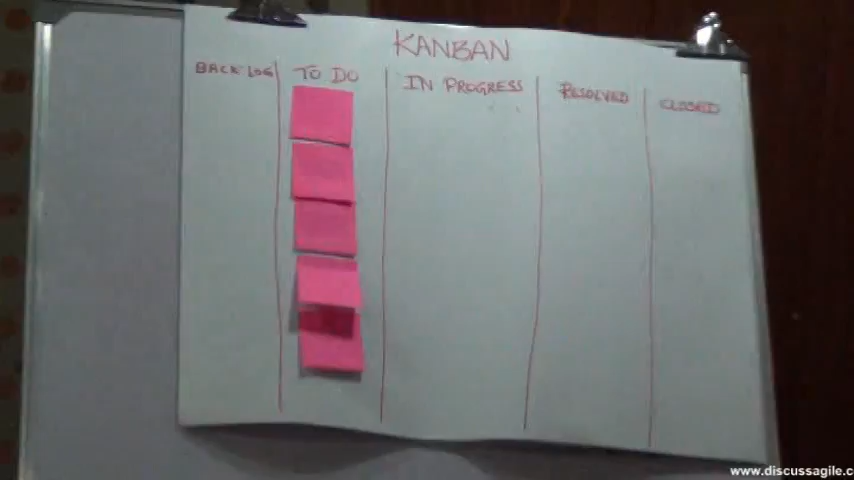 KANBAN
BACK LOG
TO DO
IN PROGRESS
RESOLVED
CLOSED
www.discussagile.c